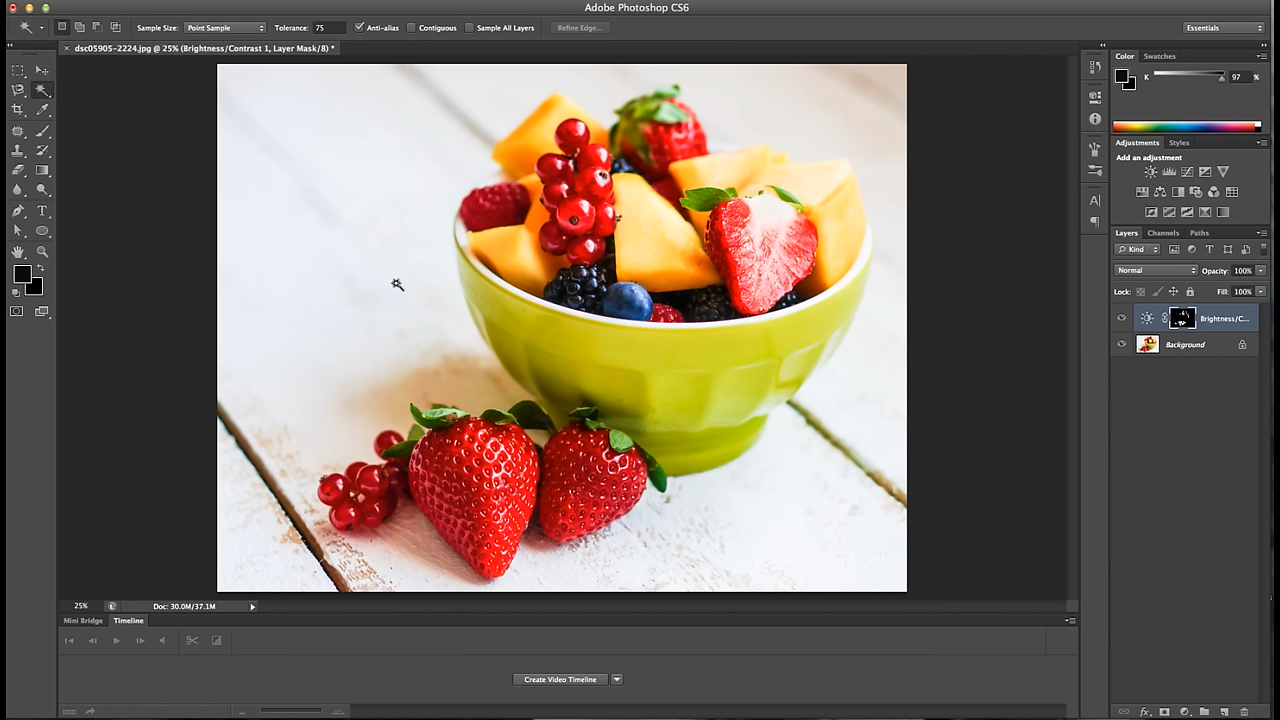 Adobe Photoshop CS6
Sample Size: Point Sample Tolerance: 75 Anti-alias Contiguous Sample All Layers Refine Edge... Essentials
× dsc05905-2224.jpg @ 25% (Brightness/Contrast 1, Layer Mask/8) *
Color Swatches
K 97 %
Adjustments Styles
Add an adjustment
Layers Channels Paths
Kind
Normal Opacity: 100%
Lock: Fill: 100%
Brightness/C...
Background
25% Doc: 30.0M/37.1M
Mini Bridge Timeline
Create Video Timeline